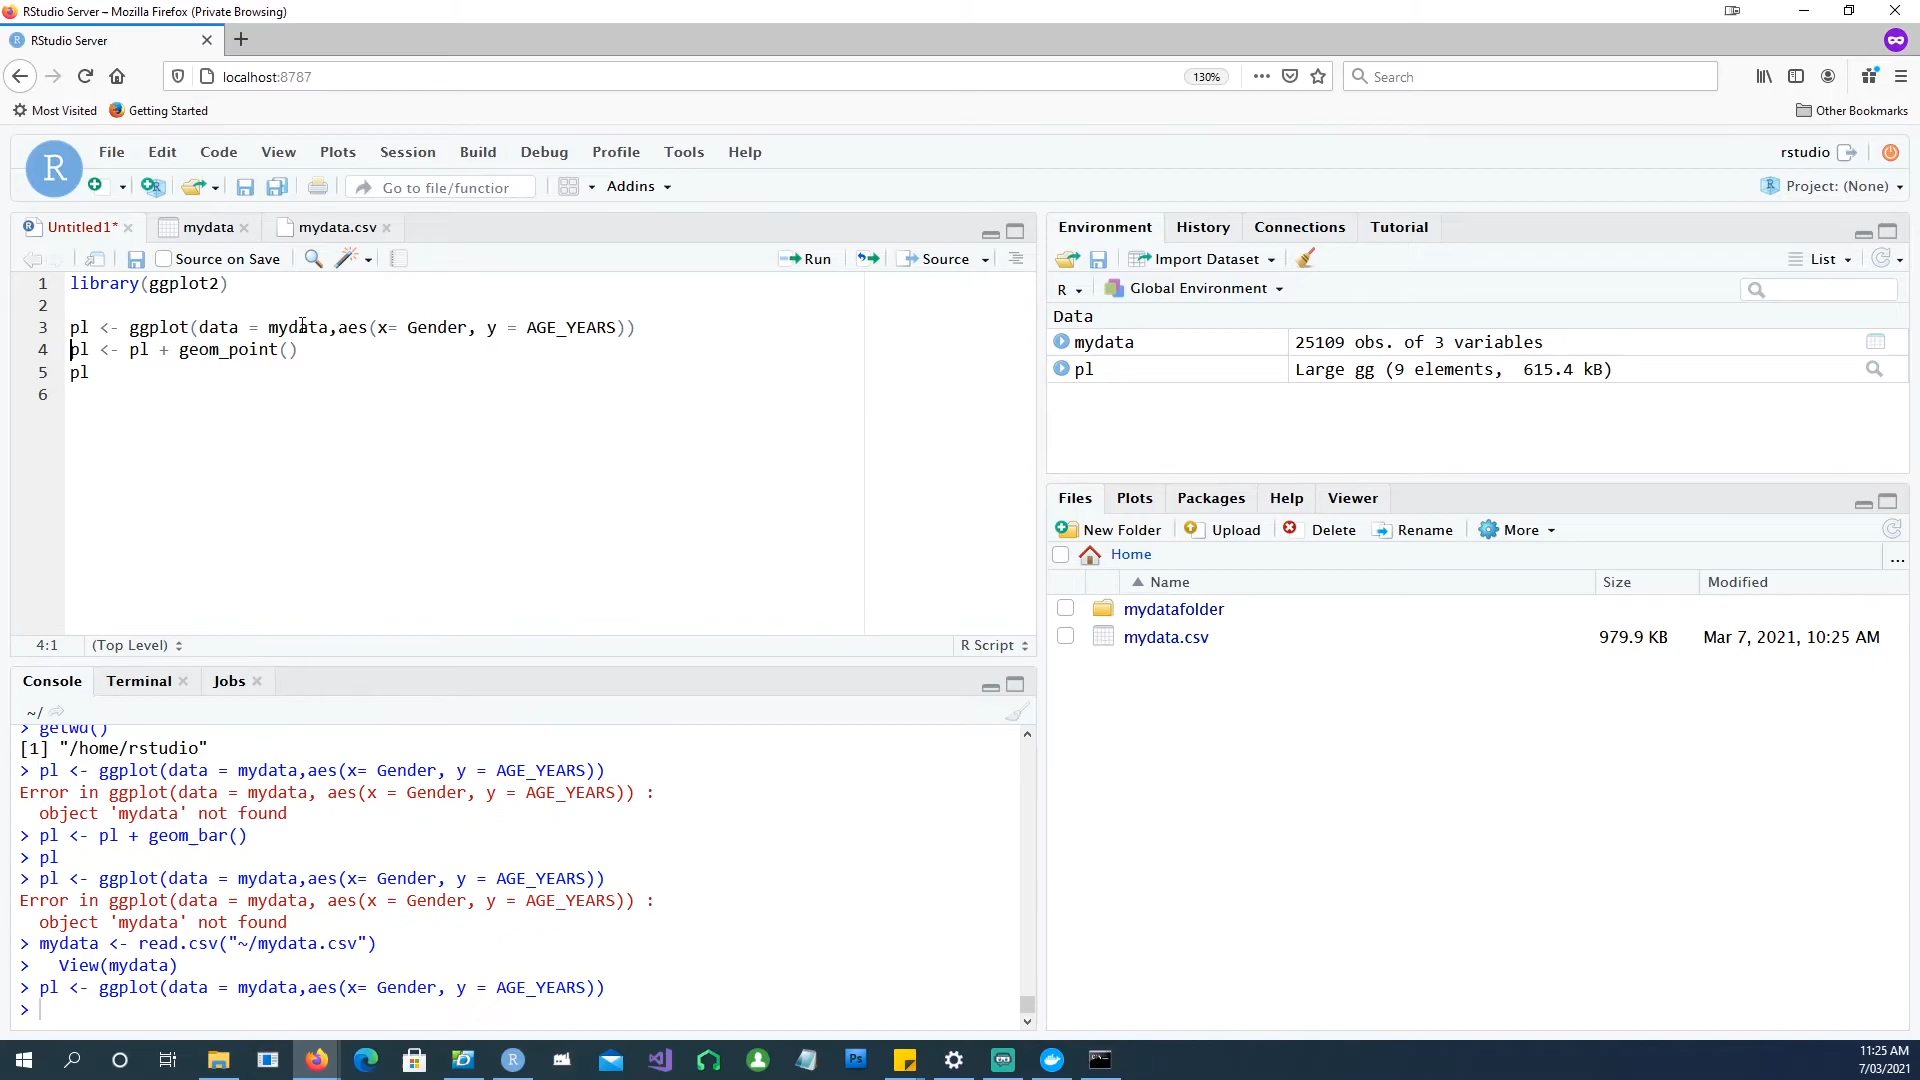 RStudio Server – Mozilla Firefox (Private Browsing)
RStudio Server
localhost:8787
130%
Search
Most Visited
Getting Started
Other Bookmarks
R
File Edit Code View Plots Session Build Debug Profile Tools Help
rstudio
Go to file/function
Addins
Project: (None)
Untitled1*
mydata
mydata.csv
Source on Save
Run
Source
1 library(ggplot2)
2
3 pl <- ggplot(data = mydata,aes(x= Gender, y = AGE_YEARS))
4 pl <- pl + geom_point()
5 pl
6
4:1
(Top Level)
R Script
Console
Terminal
Jobs
~/
> getwd()
[1] "/home/rstudio"
> pl <- ggplot(data = mydata,aes(x= Gender, y = AGE_YEARS))
Error in ggplot(data = mydata, aes(x = Gender, y = AGE_YEARS)) :
object 'mydata' not found
> pl <- pl + geom_bar()
> pl
> pl <- ggplot(data = mydata,aes(x= Gender, y = AGE_YEARS))
Error in ggplot(data = mydata, aes(x = Gender, y = AGE_YEARS)) :
object 'mydata' not found
> mydata <- read.csv("~/mydata.csv")
> View(mydata)
> pl <- ggplot(data = mydata,aes(x= Gender, y = AGE_YEARS))
>
Environment History Connections Tutorial
Import Dataset
List
R
Global Environment
Data
mydata 25109 obs. of 3 variables
pl Large gg (9 elements, 615.4 kB)
Files Plots Packages Help Viewer
New Folder Upload Delete Rename More
Home
...
Name Size Modified
mydatafolder
mydata.csv 979.9 KB Mar 7, 2021, 10:25 AM
R
Ps
11:25 AM
7/03/2021